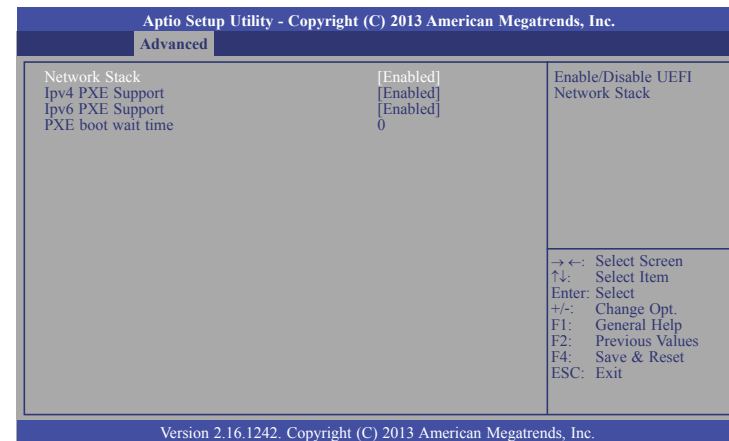 Aptio Setup Utility - Copyright (C) 2013 American Megatrends, Inc.
Advanced
Network Stack [Enabled]
Ipv4 PXE Support [Enabled]
Ipv6 PXE Support [Enabled]
PXE boot wait time 0
Enable/Disable UEFI
Network Stack
→←: Select Screen
↑↓: Select Item
Enter: Select
+/-: Change Opt.
F1: General Help
F2: Previous Values
F4: Save & Reset
ESC: Exit
Version 2.16.1242. Copyright (C) 2013 American Megatrends, Inc.